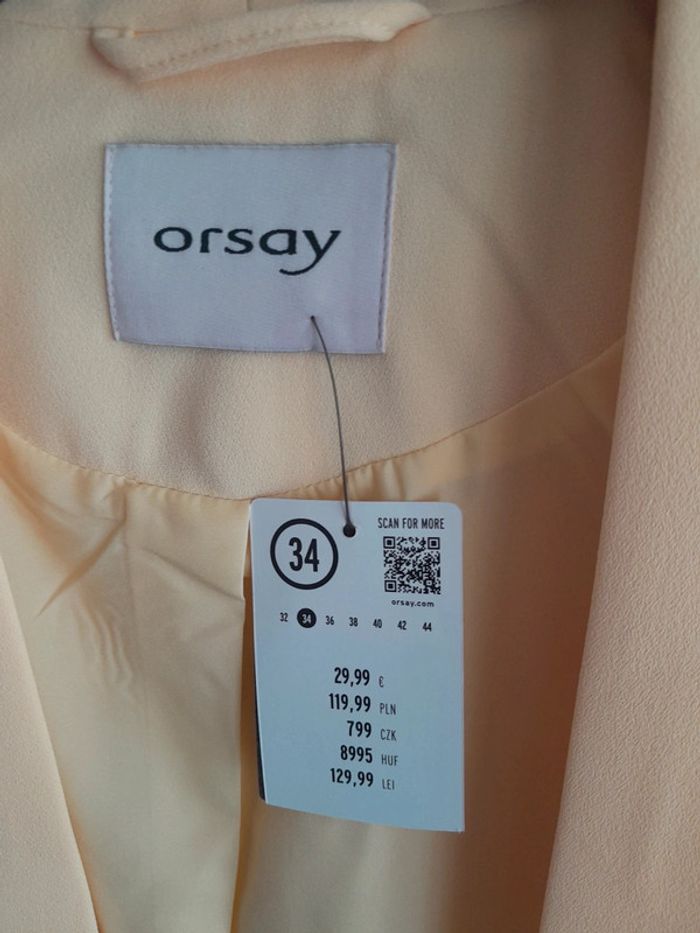 orsay
34
SCAN FOR MORE
orsay.com
32 34 36 38 40 42 44
29,99 €
119,99 PLN
799 CZK
8995 HUF
129,99 LEI